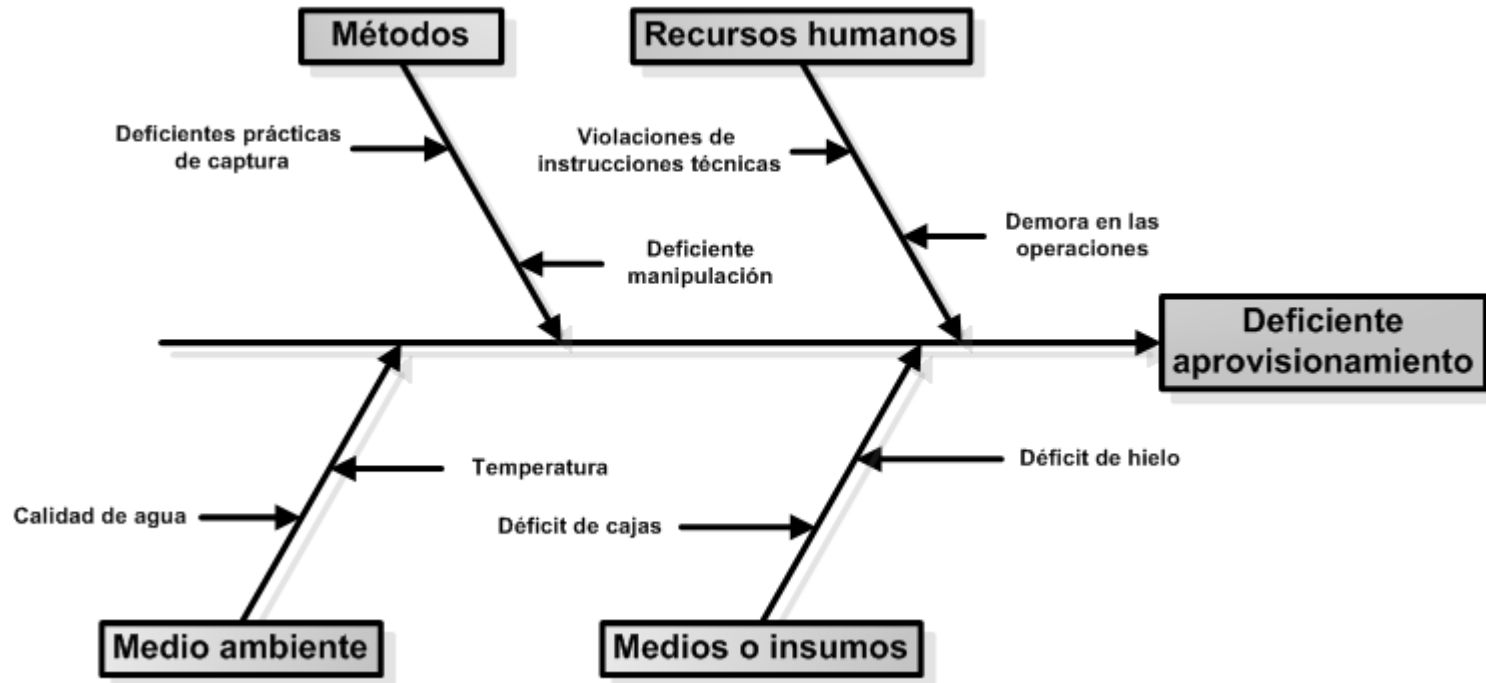 Métodos
Recursos humanos
Deficientes prácticas
de captura
Violaciones de
instrucciones técnicas
Deficiente
manipulación
Demora en las
operaciones
Deficiente
aprovisionamiento
Temperatura
Calidad de agua
Déficit de hielo
Déficit de cajas
Medio ambiente
Medios o insumos